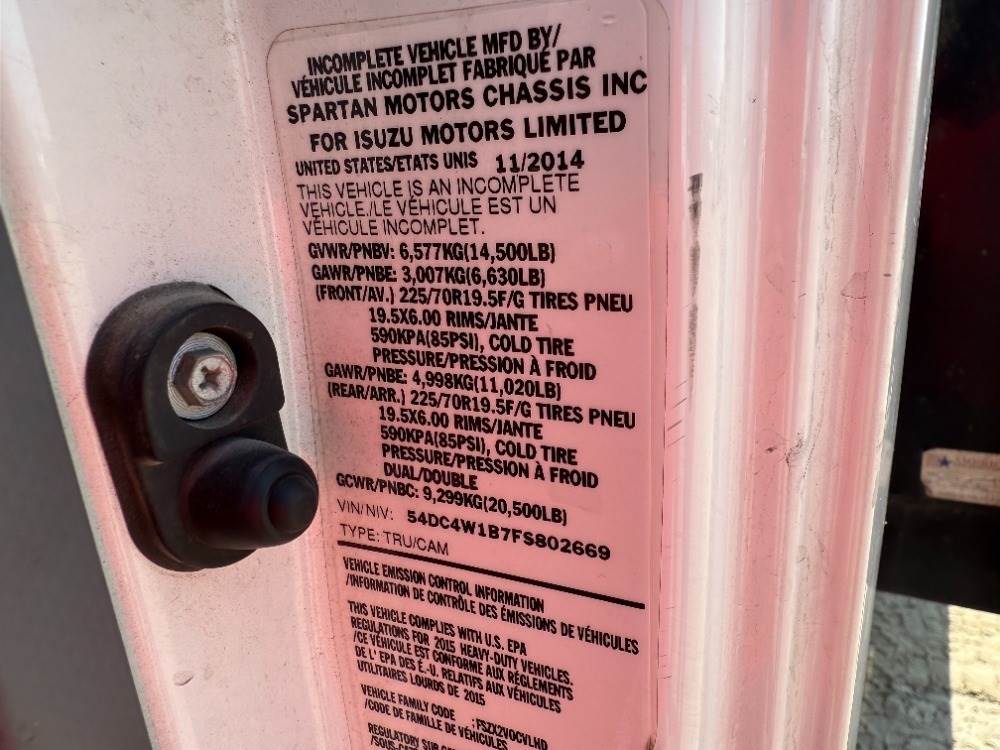 INCOMPLETE VEHICLE MFD BY/
VÉHICULE INCOMPLET FABRIQUÉ PAR
SPARTAN MOTORS CHASSIS INC
FOR ISUZU MOTORS LIMITED
UNITED STATES/ETATS UNIS 11/2014
THIS VEHICLE IS AN INCOMPLETE
VEHICLE./LE VÉHICULE EST UN
VÉHICULE INCOMPLET.
GVWR/PNBV: 6,577KG(14,500LB)
GAWR/PNBE: 3,007KG(6,630LB)
(FRONT/AV.) 225/70R19.5F/G TIRES PNEU
19.5X6.00 RIMS/JANTE
590KPA(85PSI), COLD TIRE
PRESSURE/PRESSION À FROID
GAWR/PNBE: 4,998KG(11,020LB)
(REAR/ARR.) 225/70R19.5F/G TIRES PNEU
19.5X6.00 RIMS/JANTE
590KPA(85PSI), COLD TIRE
PRESSURE/PRESSION À FROID
DUAL/DOUBLE
GCWR/PNBC: 9,299KG(20,500LB)
VIN/NIV: 54DC4W1B7FS802669
TYPE: TRU/CAM
VEHICLE EMISSION CONTROL INFORMATION
/INFORMATION DE CONTRÔLE DES ÉMISSIONS DE VÉHICULES
THIS VEHICLE COMPLIES WITH U.S. EPA
REGULATIONS FOR 2015 HEAVY-DUTY VEHICLES.
/CE VÉHICULE EST CONFORME AUX RÈGLEMENTS
DE L' EPA DES É.-U. RELATIFS AUX VÉHICULES
UTILITAIRES LOURDS DE 2015
VEHICLE FAMILY CODE : FSZX2VOCVLHD
/CODE DE FAMILLE DE VÉHICULES
REGULATORY SUB